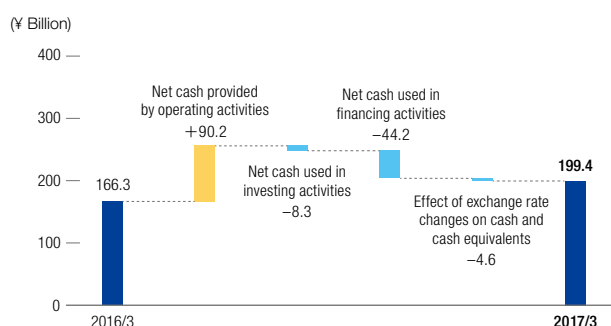 (¥ Billion)
400
300
200
100
0
166.3
Net cash provided
by operating activities
+90.2
Net cash used in
investing activities
−8.3
Net cash used in
financing activities
−44.2
Effect of exchange rate
changes on cash and
cash equivalents
−4.6
199.4
2016/3
2017/3